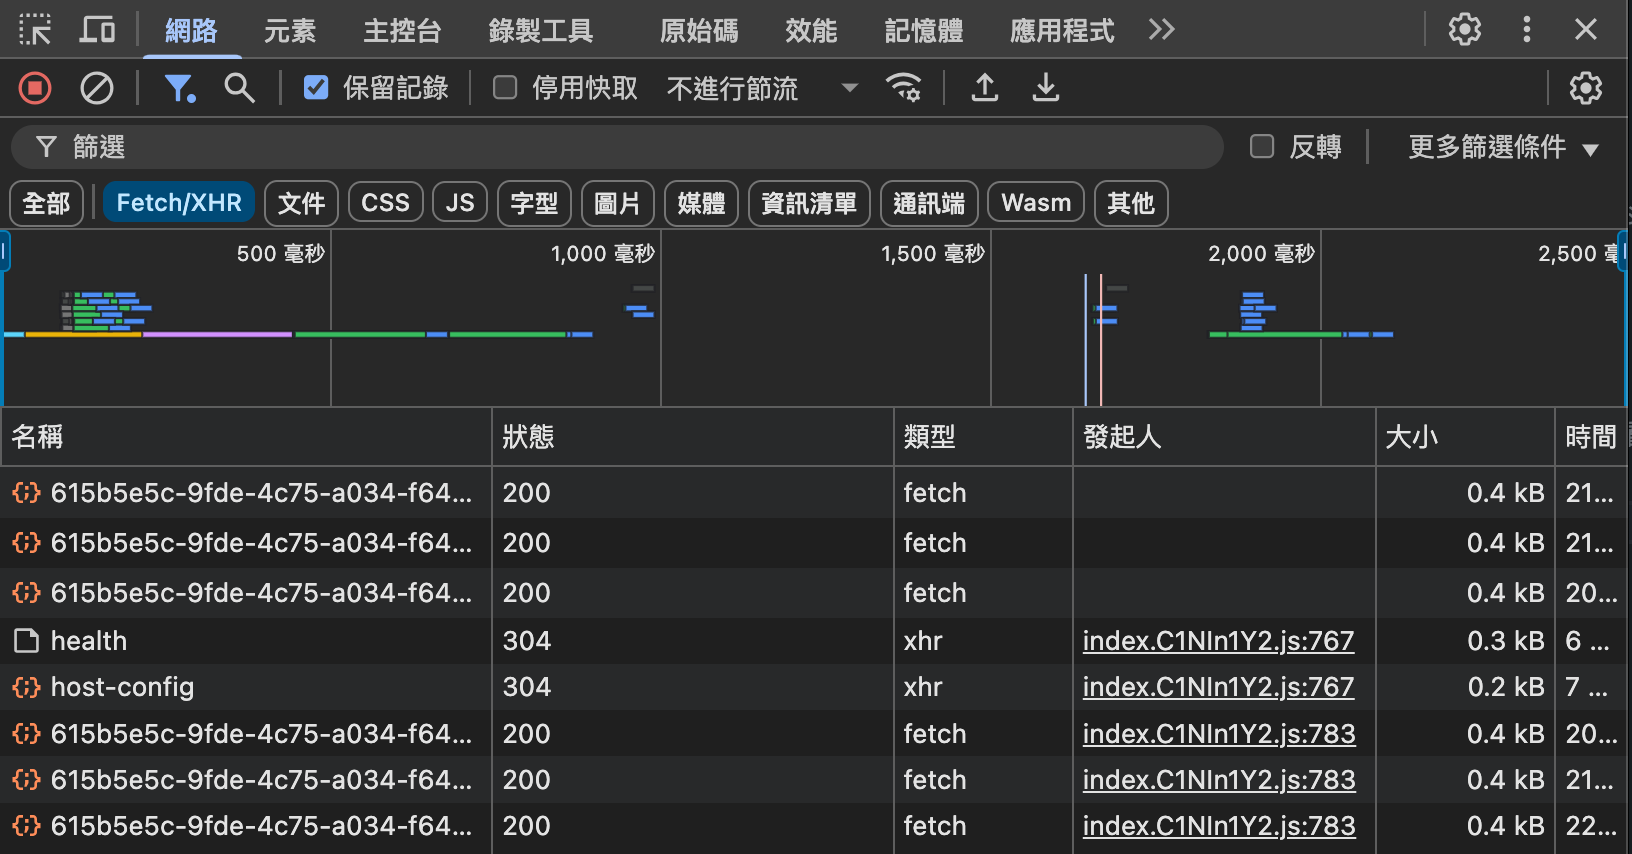 網路 元素 主控台 錄製工具 原始碼 效能 記憶體 應用程式
保留記錄 停用快取 不進行節流
篩選 反轉 更多篩選條件
全部 Fetch/XHR 文件 CSS JS 字型 圖片 媒體 資訊清單 通訊端 Wasm 其他
500 毫秒 1,000 毫秒 1,500 毫秒 2,000 毫秒 2,500 毫
名稱 狀態 類型 發起人 大小 時間
615b5e5c-9fde-4c75-a034-f64... 200 fetch 0.4 kB 21...
615b5e5c-9fde-4c75-a034-f64... 200 fetch 0.4 kB 21...
615b5e5c-9fde-4c75-a034-f64... 200 fetch 0.4 kB 20...
health 304 xhr index.C1NIn1Y2.js:767 0.3 kB 6 ...
host-config 304 xhr index.C1NIn1Y2.js:767 0.2 kB 7 ...
615b5e5c-9fde-4c75-a034-f64... 200 fetch index.C1NIn1Y2.js:783 0.4 kB 20...
615b5e5c-9fde-4c75-a034-f64... 200 fetch index.C1NIn1Y2.js:783 0.4 kB 21...
615b5e5c-9fde-4c75-a034-f64... 200 fetch index.C1NIn1Y2.js:783 0.4 kB 22...